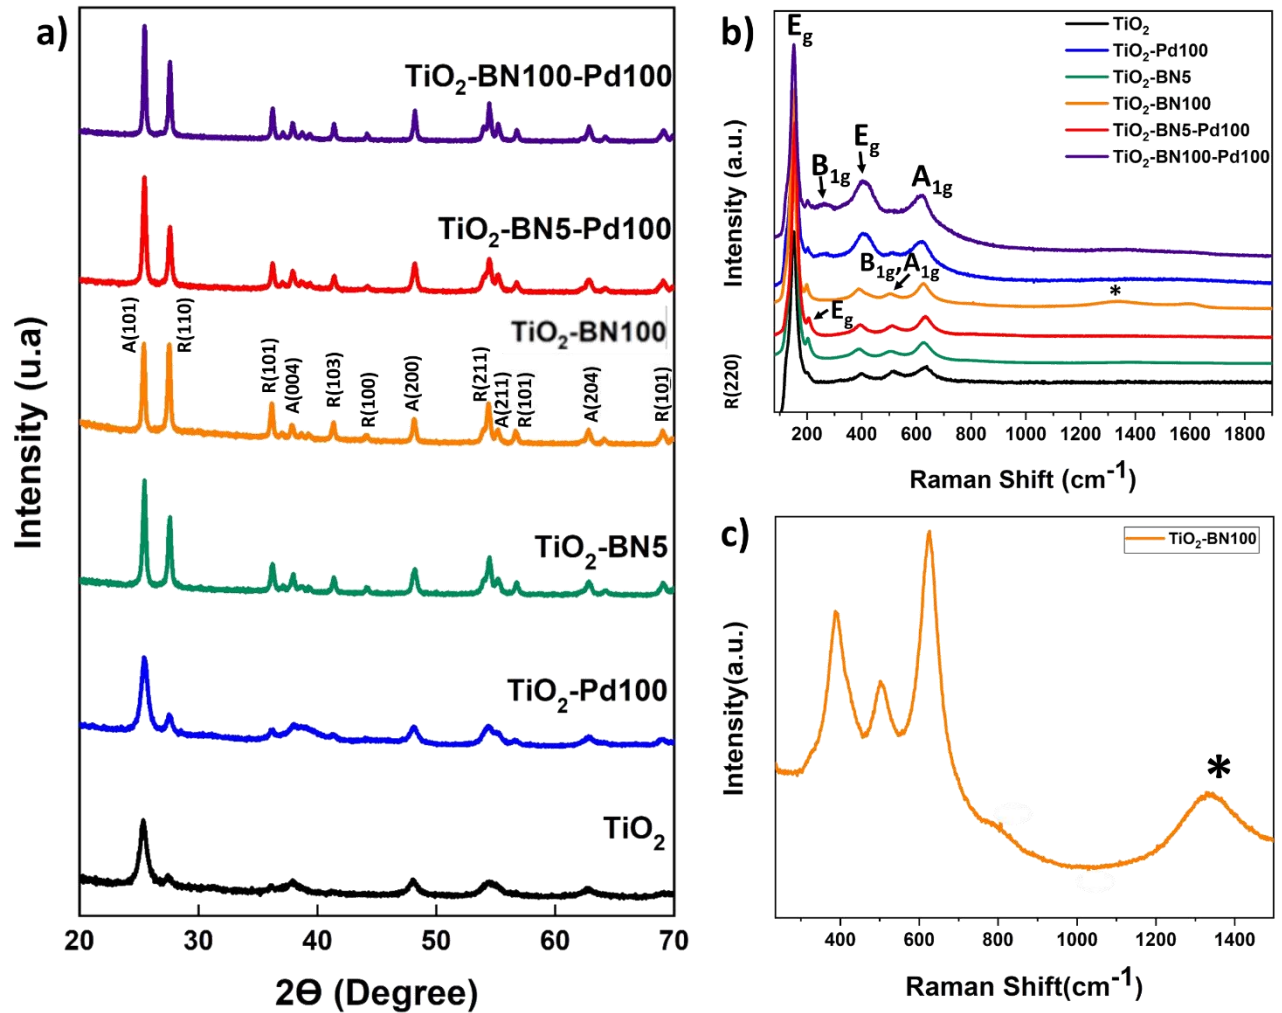 a)
TiO2-BN100-Pd100
TiO2-BN5-Pd100
TiO2-BN100
A(101)
R(110)
R(101)
A(004)
R(103)
R(100)
A(200)
R(211)
A(211)
R(101)
A(204)
R(101)
R(220)
TiO2-BN5
TiO2-Pd100
TiO2
Intensity (u.a)
20 30 40 50 60 70
2Ɵ (Degree)
b)
Eg
B1g
Eg
A1g
B1g, A1g
Eg
*
TiO2
TiO2-Pd100
TiO2-BN5
TiO2-BN100
TiO2-BN5-Pd100
TiO2-BN100-Pd100
Intensity (a.u.)
200 400 600 800 1000 1200 1400 1600 1800
Raman Shift (cm-1)
c)
TiO2-BN100
*
Intensity(a.u.)
400 600 800 1000 1200 1400
Raman Shift(cm-1)